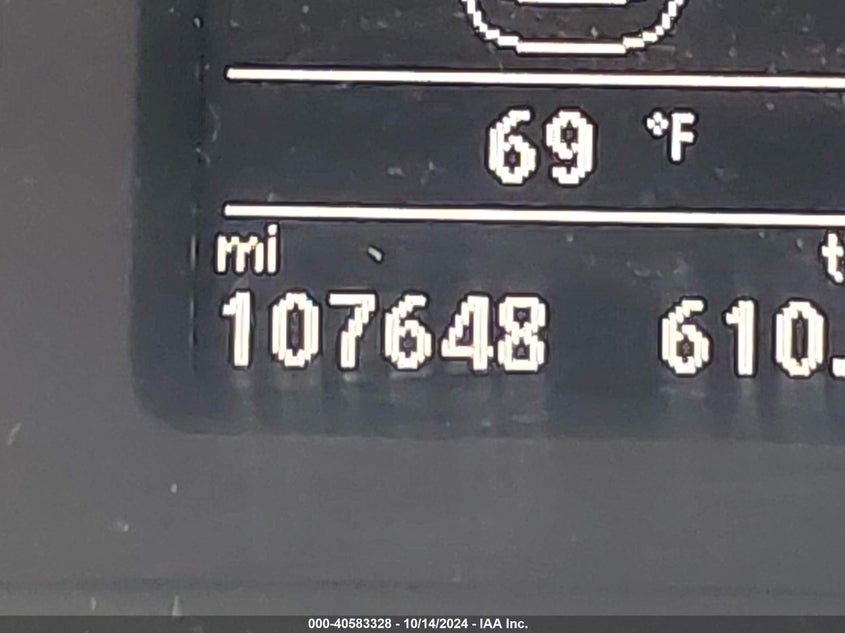 69 °F
mi t
107648 610.
000-40583328 - 10/14/2024 - IAA Inc.